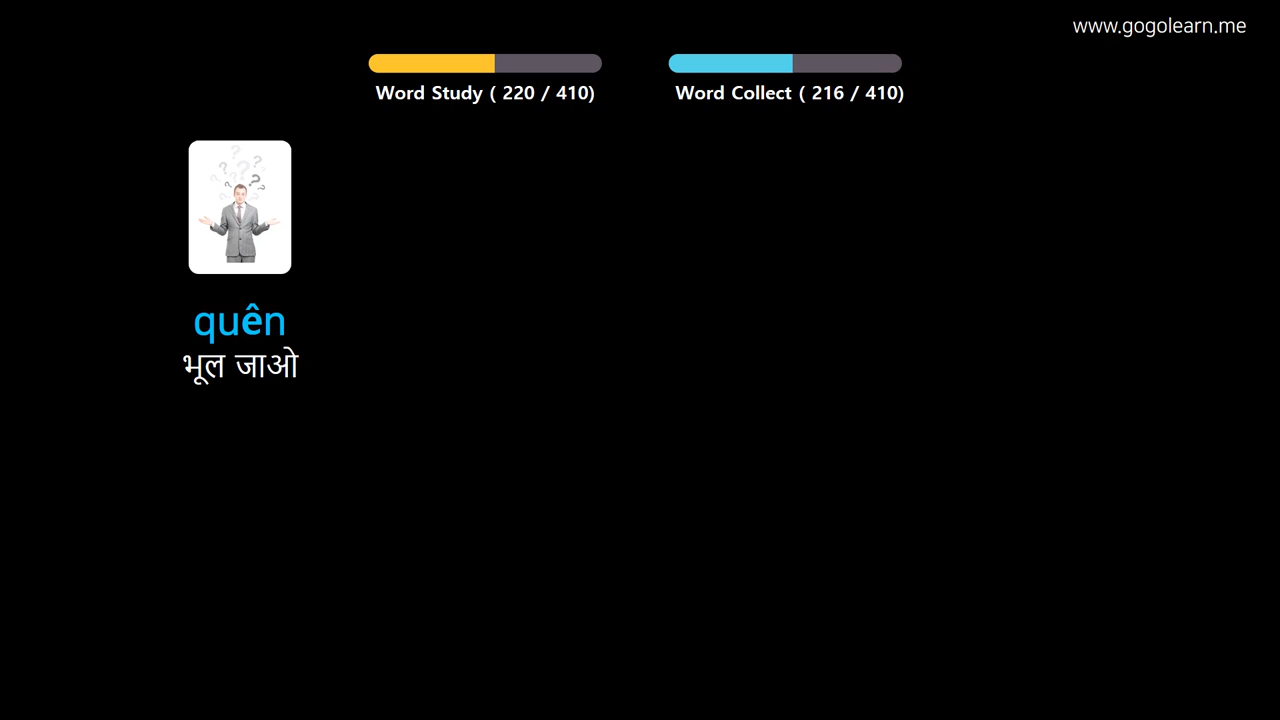 www.gogolearn.me
Word Study ( 220 / 410)
Word Collect ( 216 / 410)
quên
भूल जाओ